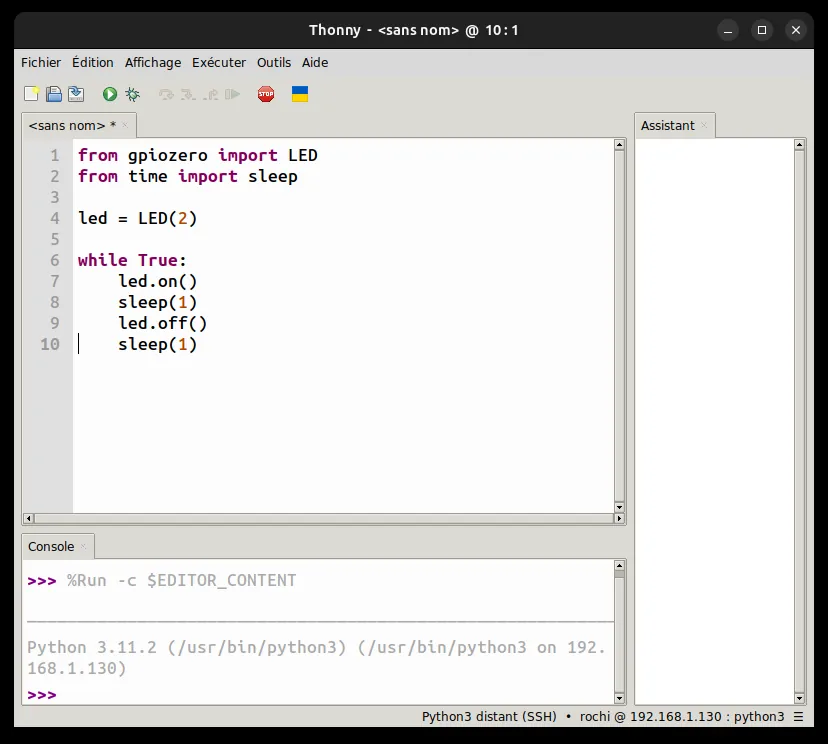 Thonny - <sans nom> @ 10:1
Fichier Édition Affichage Exécuter Outils Aide
STOP
<sans nom> *
Assistant
1 from gpiozero import LED
2 from time import sleep
3
4 led = LED(2)
5
6 while True:
7     led.on()
8     sleep(1)
9     led.off()
10     sleep(1)
Console
>>> %Run -c $EDITOR_CONTENT
Python 3.11.2 (/usr/bin/python3) (/usr/bin/python3 on 192.
168.1.130)
>>>
Python3 distant (SSH) • rochi @ 192.168.1.130 : python3 ☰